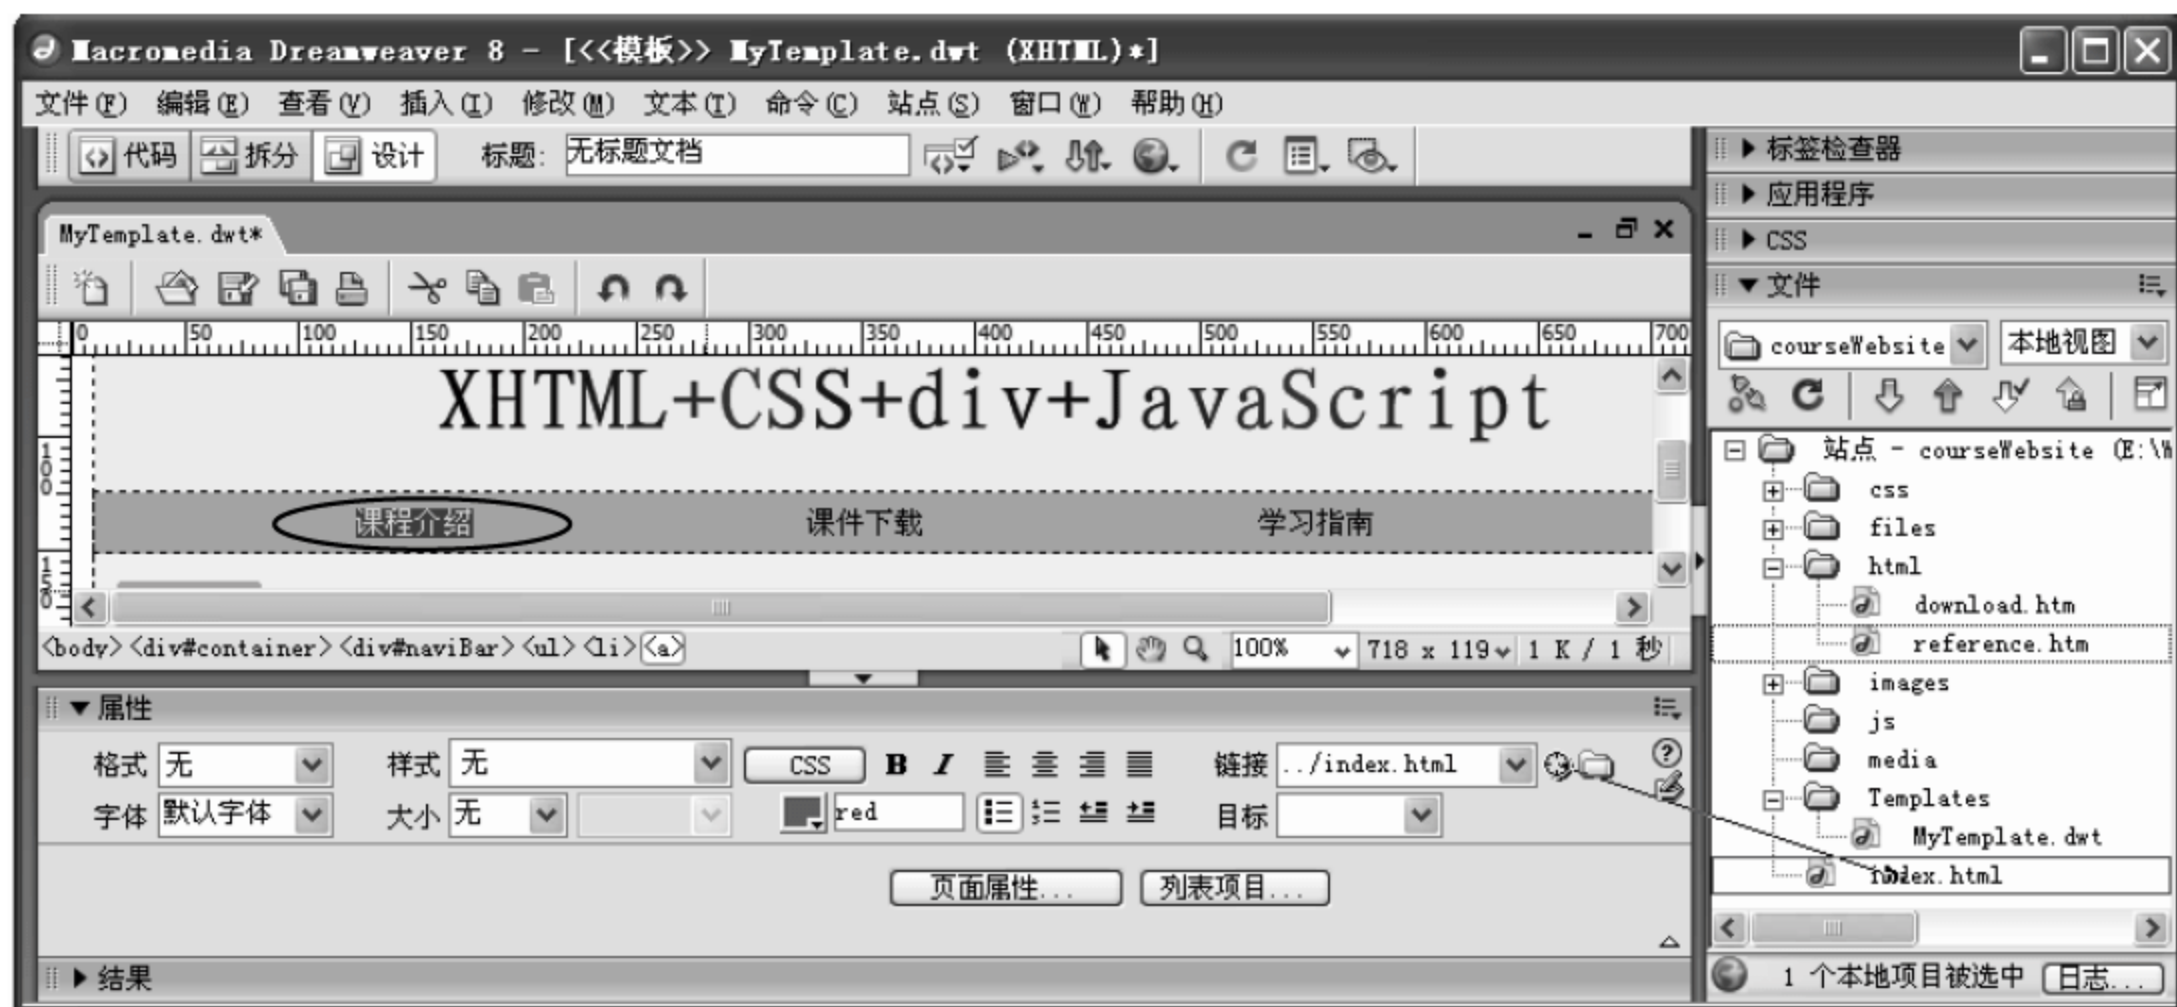 Macromedia Dreamweaver 8 - [<<模板>> MyTemplate.dwt (XHTML)*]
文件(F) 编辑(E) 查看(V) 插入(I) 修改(M) 文本(T) 命令(C) 站点(S) 窗口(W) 帮助(H)
代码 拆分 设计 标题: 无标题文档
MyTemplate.dwt*
0 50 100 150 200 250 300 350 400 450 500 550 600 650 700
XHTML+CSS+div+JavaScript
100
课程介绍 课件下载 学习指南
150
<body> <div#container> <div#naviBar> <ul> <li> <a> 100% 718 x 119 1 K / 1 秒
属性
格式 无 样式 无 CSS B I 链接 ../index.html
字体 默认字体 大小 无 red 目标
页面属性... 列表项目...
结果
标签检查器
应用程序
CSS
文件
courseWebsite 本地视图
站点 - courseWebsite (E:\W
css
files
html
download.htm
reference.htm
images
js
media
Templates
MyTemplate.dwt
index.html
1 个本地项目被选中 日志...